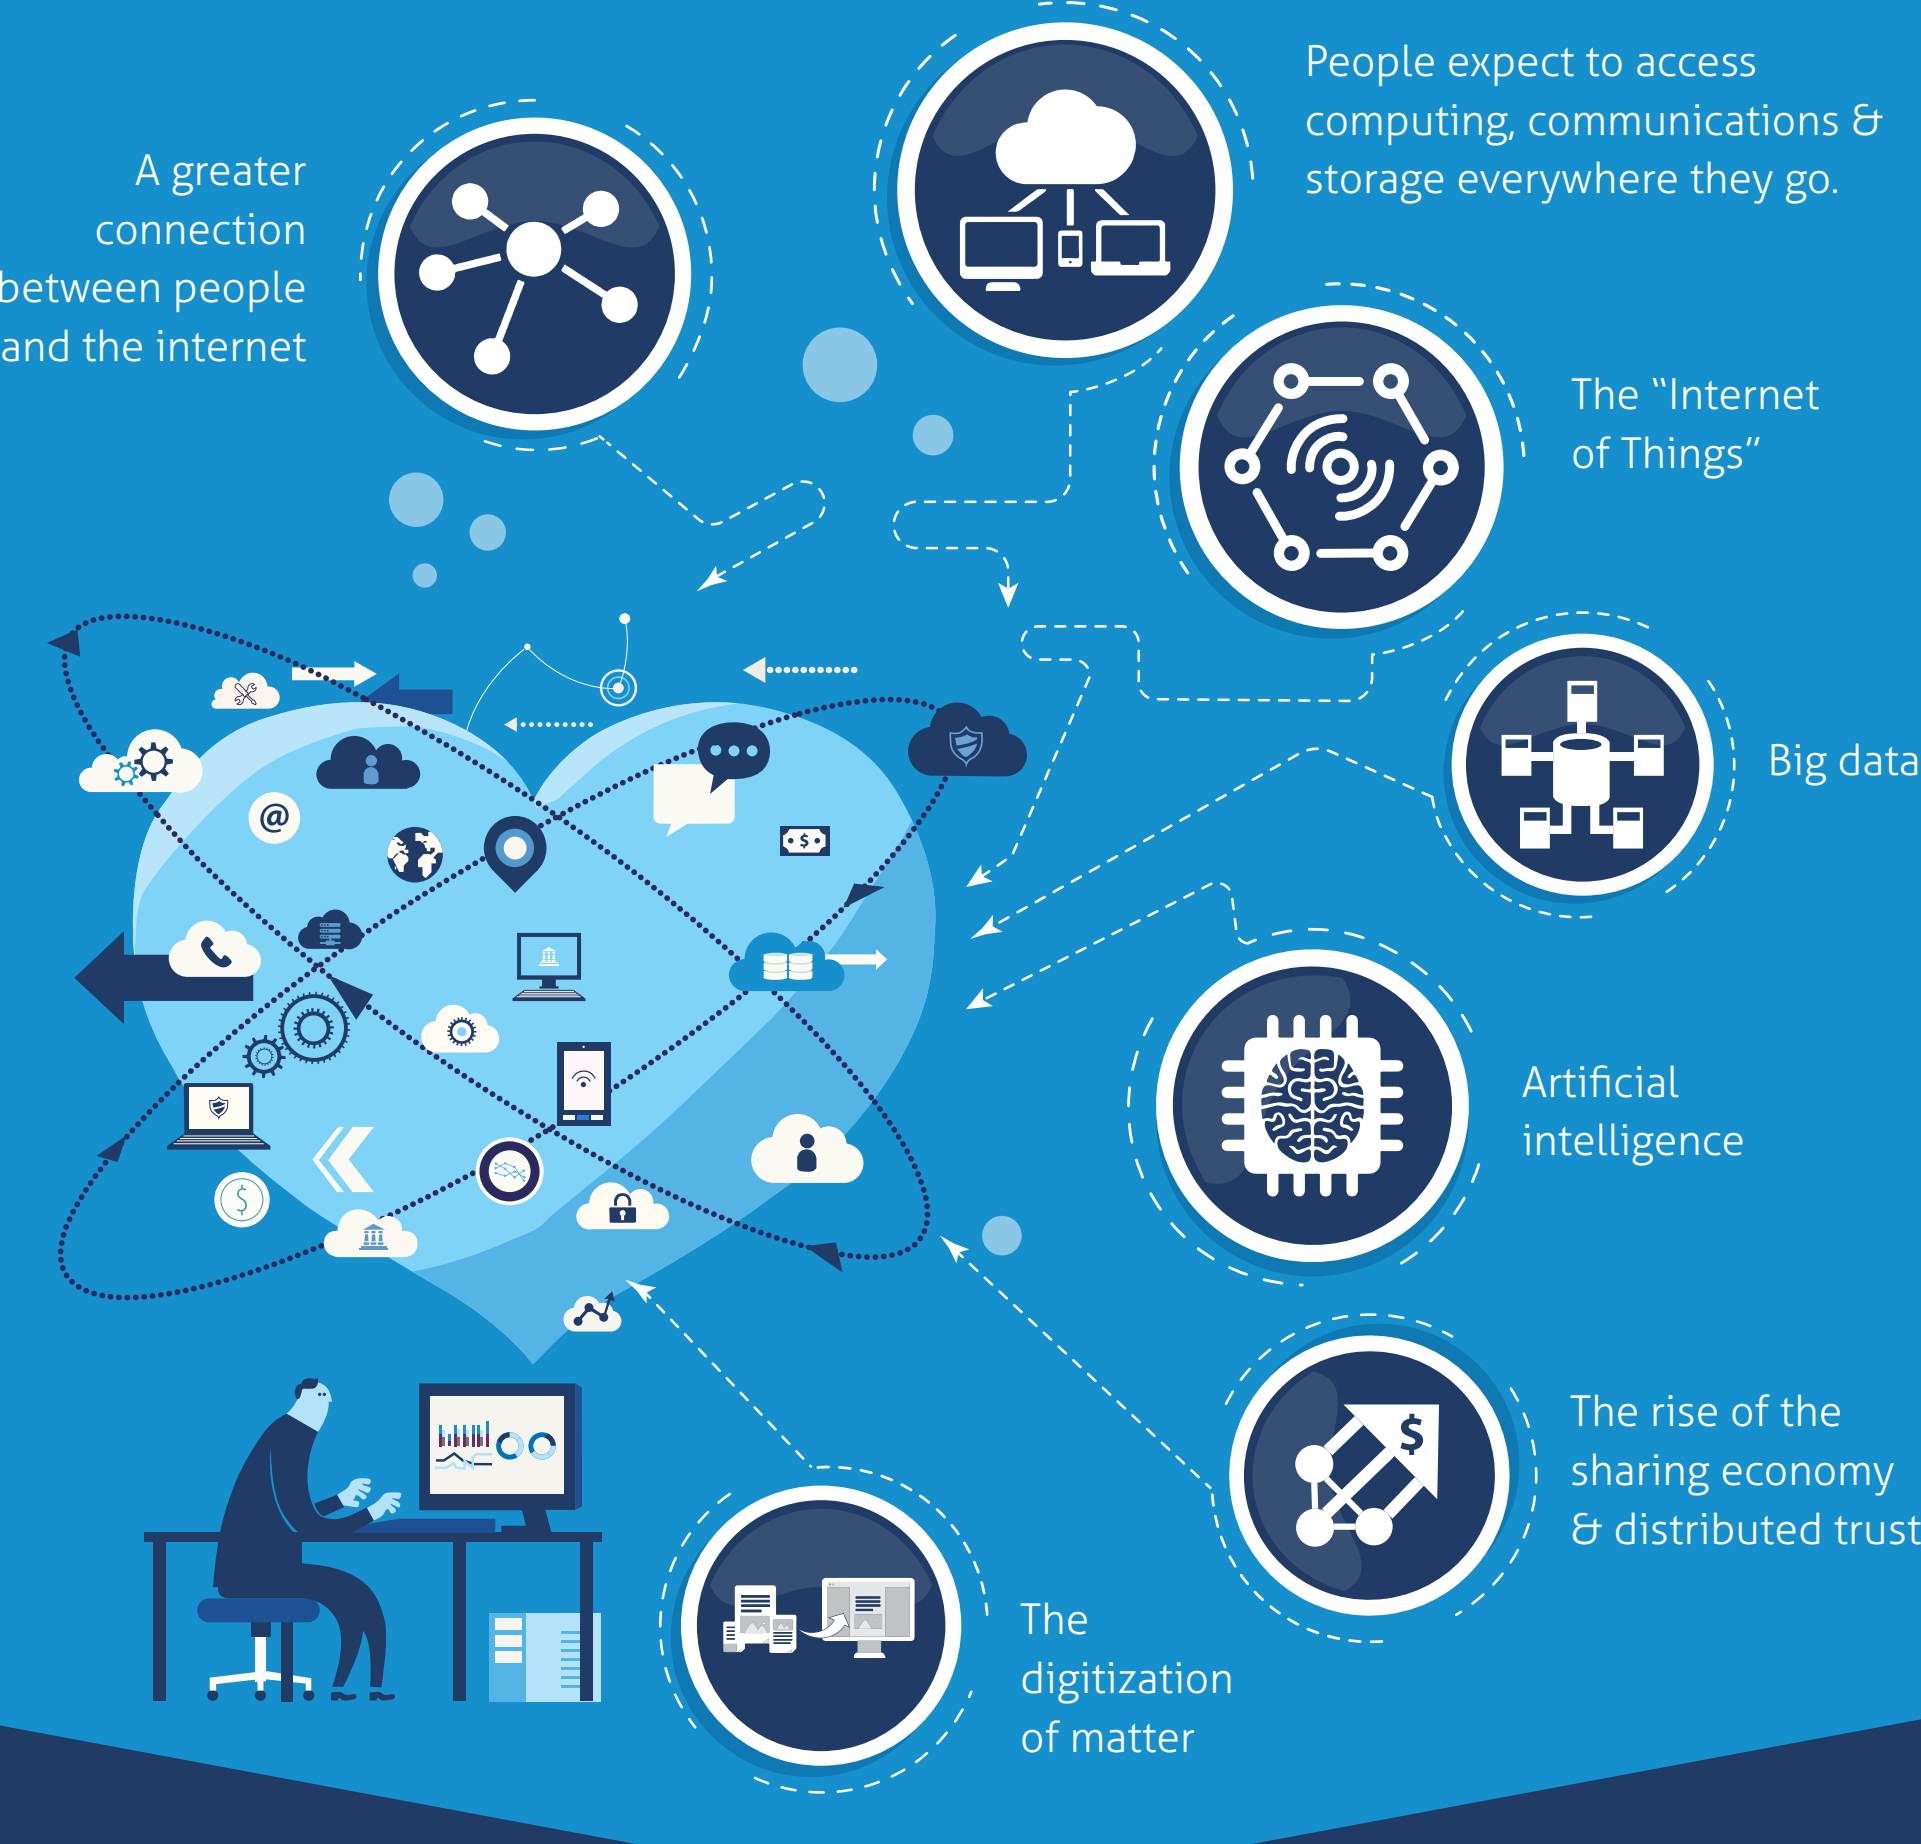 A greater
connection
between people
and the internet
People expect to access
computing, communications &
storage everywhere they go.
The “Internet
of Things”
Big data
@
$
Artificial
intelligence
$
$
The rise of the
sharing economy
& distributed trust
The
digitization
of matter